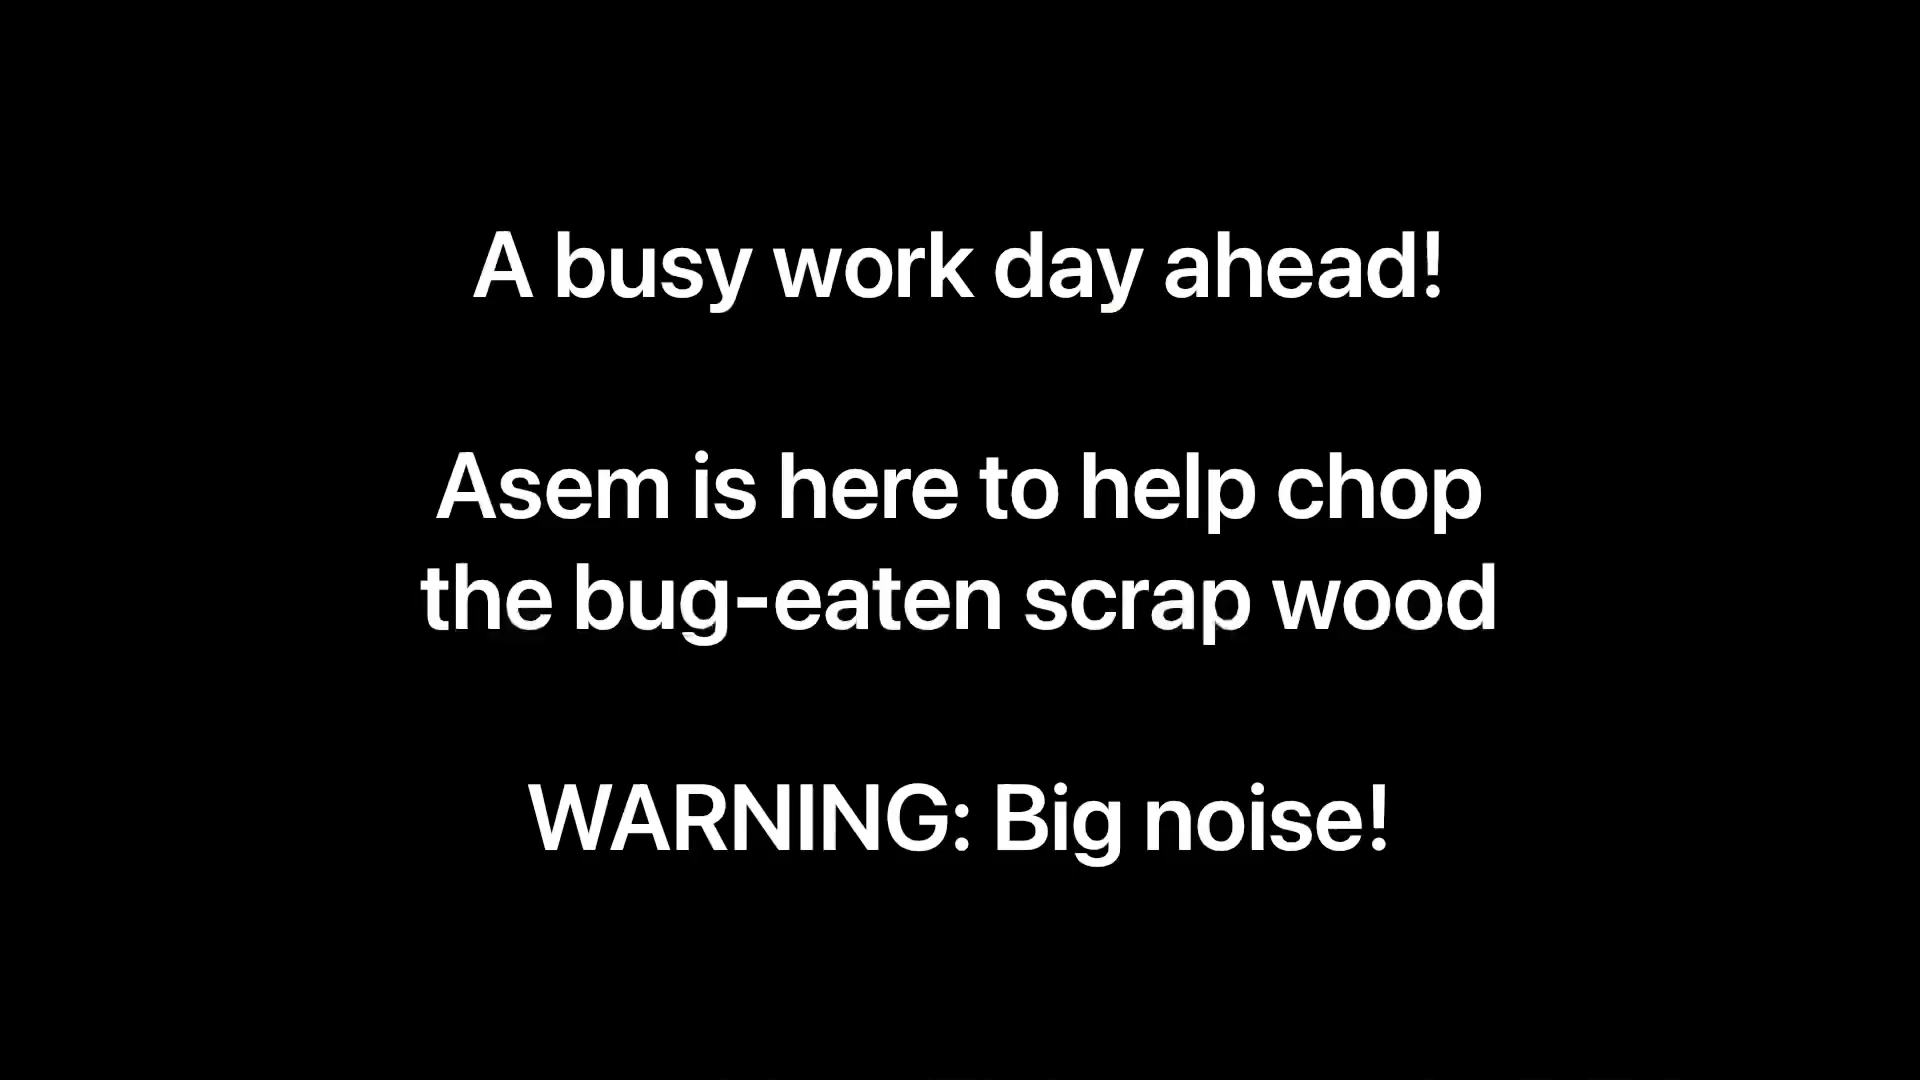 A busy work day ahead!
Asem is here to help chop
the bug-eaten scrap wood
WARNING: Big noise!